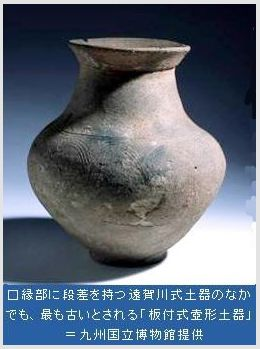 口縁部に段差を持つ遠賀川式土器のなか
でも、最も古いとされる「板付式壺形土器」
＝九州国立博物館提供